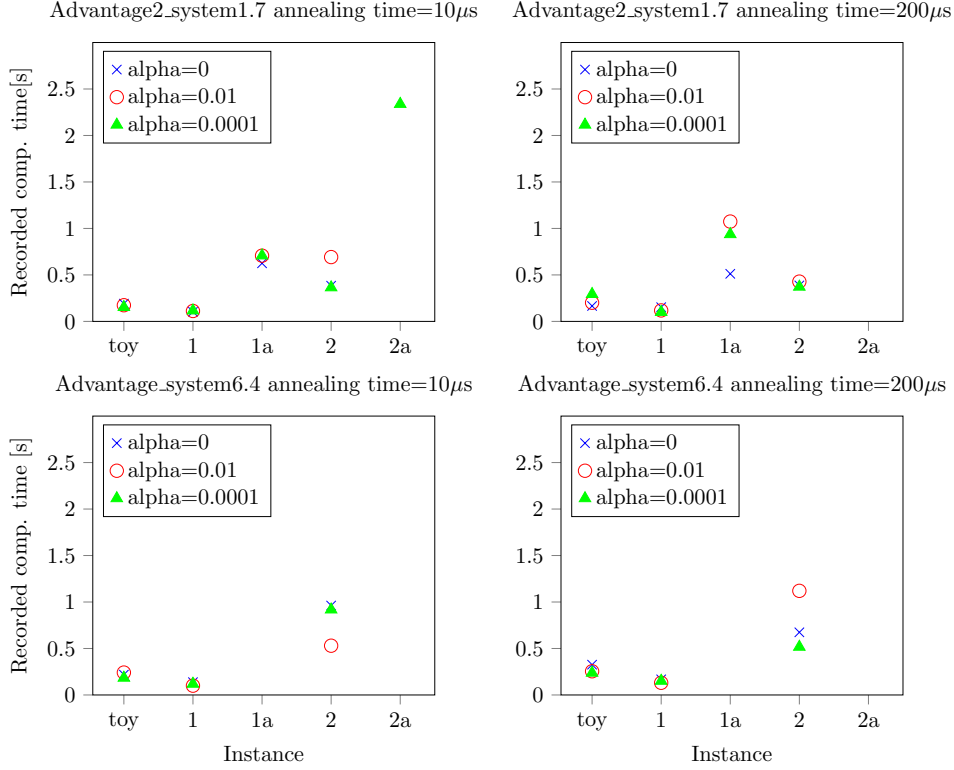 Advantage2_system1.7 annealing time=10μs
Recorded comp. time[s]
2.5
2
1.5
1
0.5
0
alpha=0
alpha=0.01
alpha=0.0001
toy 1 1a 2 2a
Advantage2_system1.7 annealing time=200μs
2.5
2
1.5
1
0.5
0
alpha=0
alpha=0.01
alpha=0.0001
toy 1 1a 2 2a
Advantage_system6.4 annealing time=10μs
Recorded comp. time [s]
2.5
2
1.5
1
0.5
0
alpha=0
alpha=0.01
alpha=0.0001
toy 1 1a 2 2a
Instance
Advantage_system6.4 annealing time=200μs
2.5
2
1.5
1
0.5
0
alpha=0
alpha=0.01
alpha=0.0001
toy 1 1a 2 2a
Instance